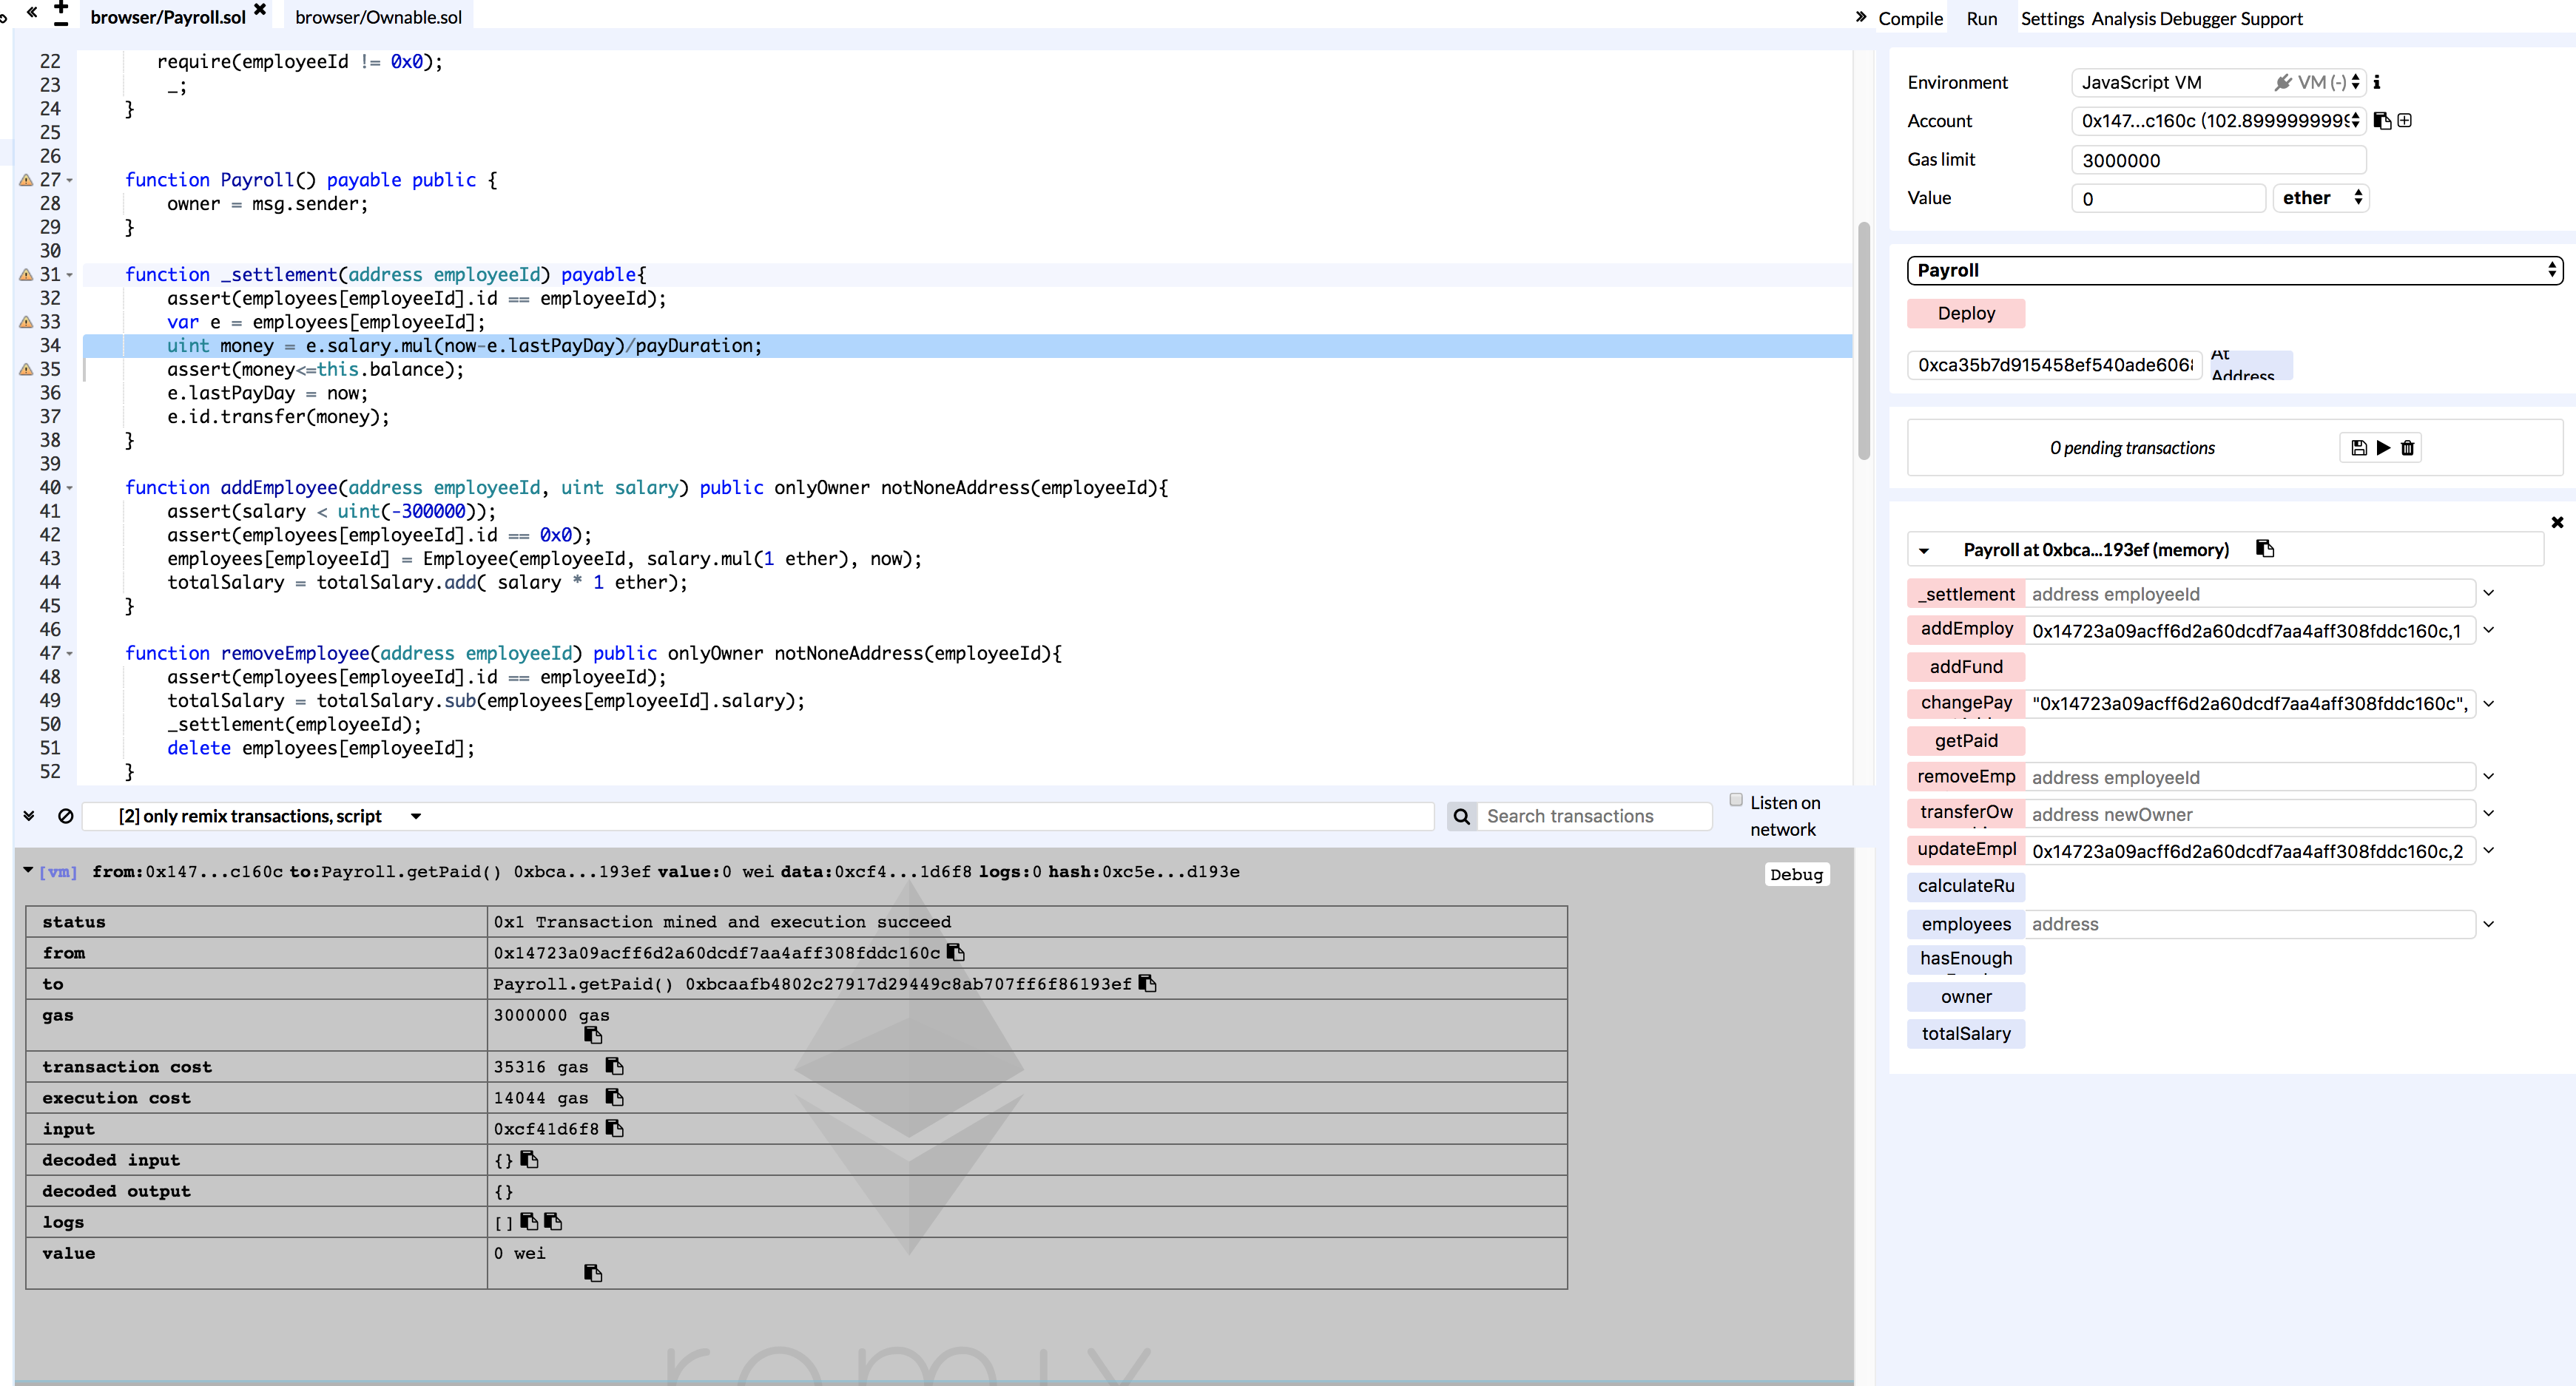 browser/Payroll.sol
browser/Ownable.sol
22 require(employeeId != 0x0);
23 _;
24 }
25
26
27 function Payroll() payable public {
28 owner = msg.sender;
29 }
30
31 function _settlement(address employeeId) payable{
32 assert(employees[employeeId].id == employeeId);
33 var e = employees[employeeId];
34 uint money = e.salary.mul(now-e.lastPayDay)/payDuration;
35 assert(money<=this.balance);
36 e.lastPayDay = now;
37 e.id.transfer(money);
38 }
39
40 function addEmployee(address employeeId, uint salary) public onlyOwner notNoneAddress(employeeId){
41 assert(salary < uint(-300000));
42 assert(employees[employeeId].id == 0x0);
43 employees[employeeId] = Employee(employeeId, salary.mul(1 ether), now);
44 totalSalary = totalSalary.add( salary * 1 ether);
45 }
46
47 function removeEmployee(address employeeId) public onlyOwner notNoneAddress(employeeId){
48 assert(employees[employeeId].id == employeeId);
49 totalSalary = totalSalary.sub(employees[employeeId].salary);
50 _settlement(employeeId);
51 delete employees[employeeId];
52 }
[2] only remix transactions, script
Search transactions
Listen on
network
[vm] from:0x147...c160c to:Payroll.getPaid() 0xbca...193ef value:0 wei data:0xcf4...1d6f8 logs:0 hash:0xc5e...d193e
Debug
status 0x1 Transaction mined and execution succeed
from 0x14723a09acff6d2a60dcdf7aa4aff308fddc160c
to Payroll.getPaid() 0xbcaafb4802c27917d29449c8ab707ff6f86193ef
gas 3000000 gas
transaction cost 35316 gas
execution cost 14044 gas
input 0xcf41d6f8
decoded input {}
decoded output {}
logs []
value 0 wei
remix
Compile Run Settings Analysis Debugger Support
Environment JavaScript VM VM (-)
Account 0x147...c160c (102.8999999999
Gas limit 3000000
Value 0 ether
Payroll
Deploy
0xca35b7d915458ef540ade606 At
Address
0 pending transactions
Payroll at 0xbca...193ef (memory)
_settlement address employeeId
addEmploy 0x14723a09acff6d2a60dcdf7aa4aff308fddc160c,1
addFund
changePay "0x14723a09acff6d2a60dcdf7aa4aff308fddc160c",
getPaid
removeEmp address employeeId
transferOw address newOwner
updateEmpl 0x14723a09acff6d2a60dcdf7aa4aff308fddc160c,2
calculateRu
employees address
hasEnough
owner
totalSalary